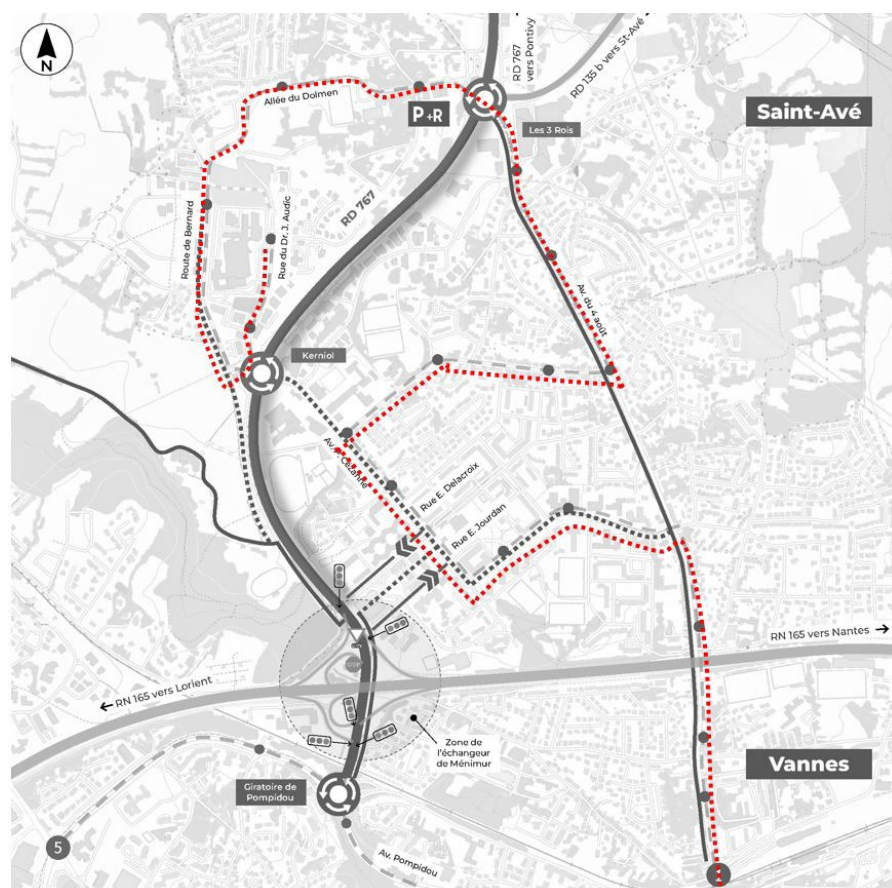 N
RD 767
vers Pontivy
RD 135 b vers St-Avé
Allée du Dolmen
P+R
Les 3 Rois
Saint-Avé
Route de Bernard
Rue du Dr. J. Audic
RD 767
Av. du 4 août
Kerniol
Cézanne
Rue E. Delacroix
Rue E. Jourdan
RN 165 vers Nantes
RN 165 vers Lorient
STOP
Zone de
l'échangeur
de Ménimur
Vannes
Giratoire de
Pompidou
5
Av. Pompidou